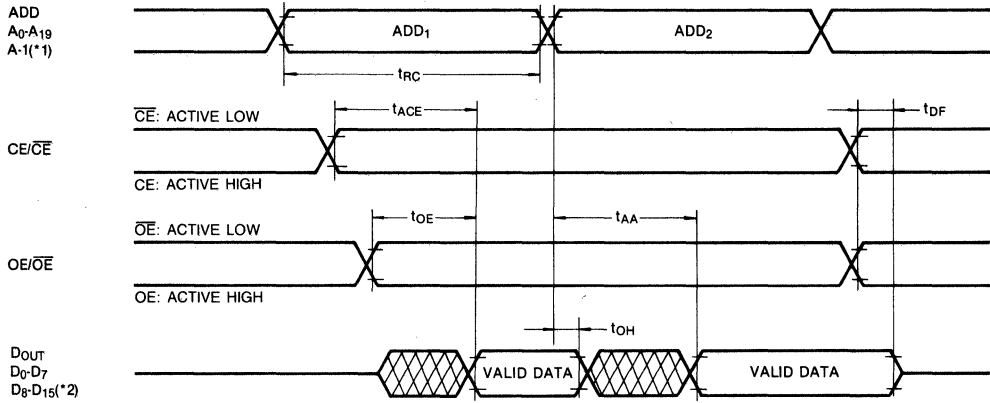 ADD
A0-A19
A-1(*1)
ADD1
ADD2
tRC
CE: ACTIVE LOW
tACE
tDF
CE/CE
CE: ACTIVE HIGH
OE: ACTIVE LOW
tOE
tAA
OE/OE
OE: ACTIVE HIGH
tOH
DOUT
D0-D7
D8-D15(*2)
VALID DATA
VALID DATA